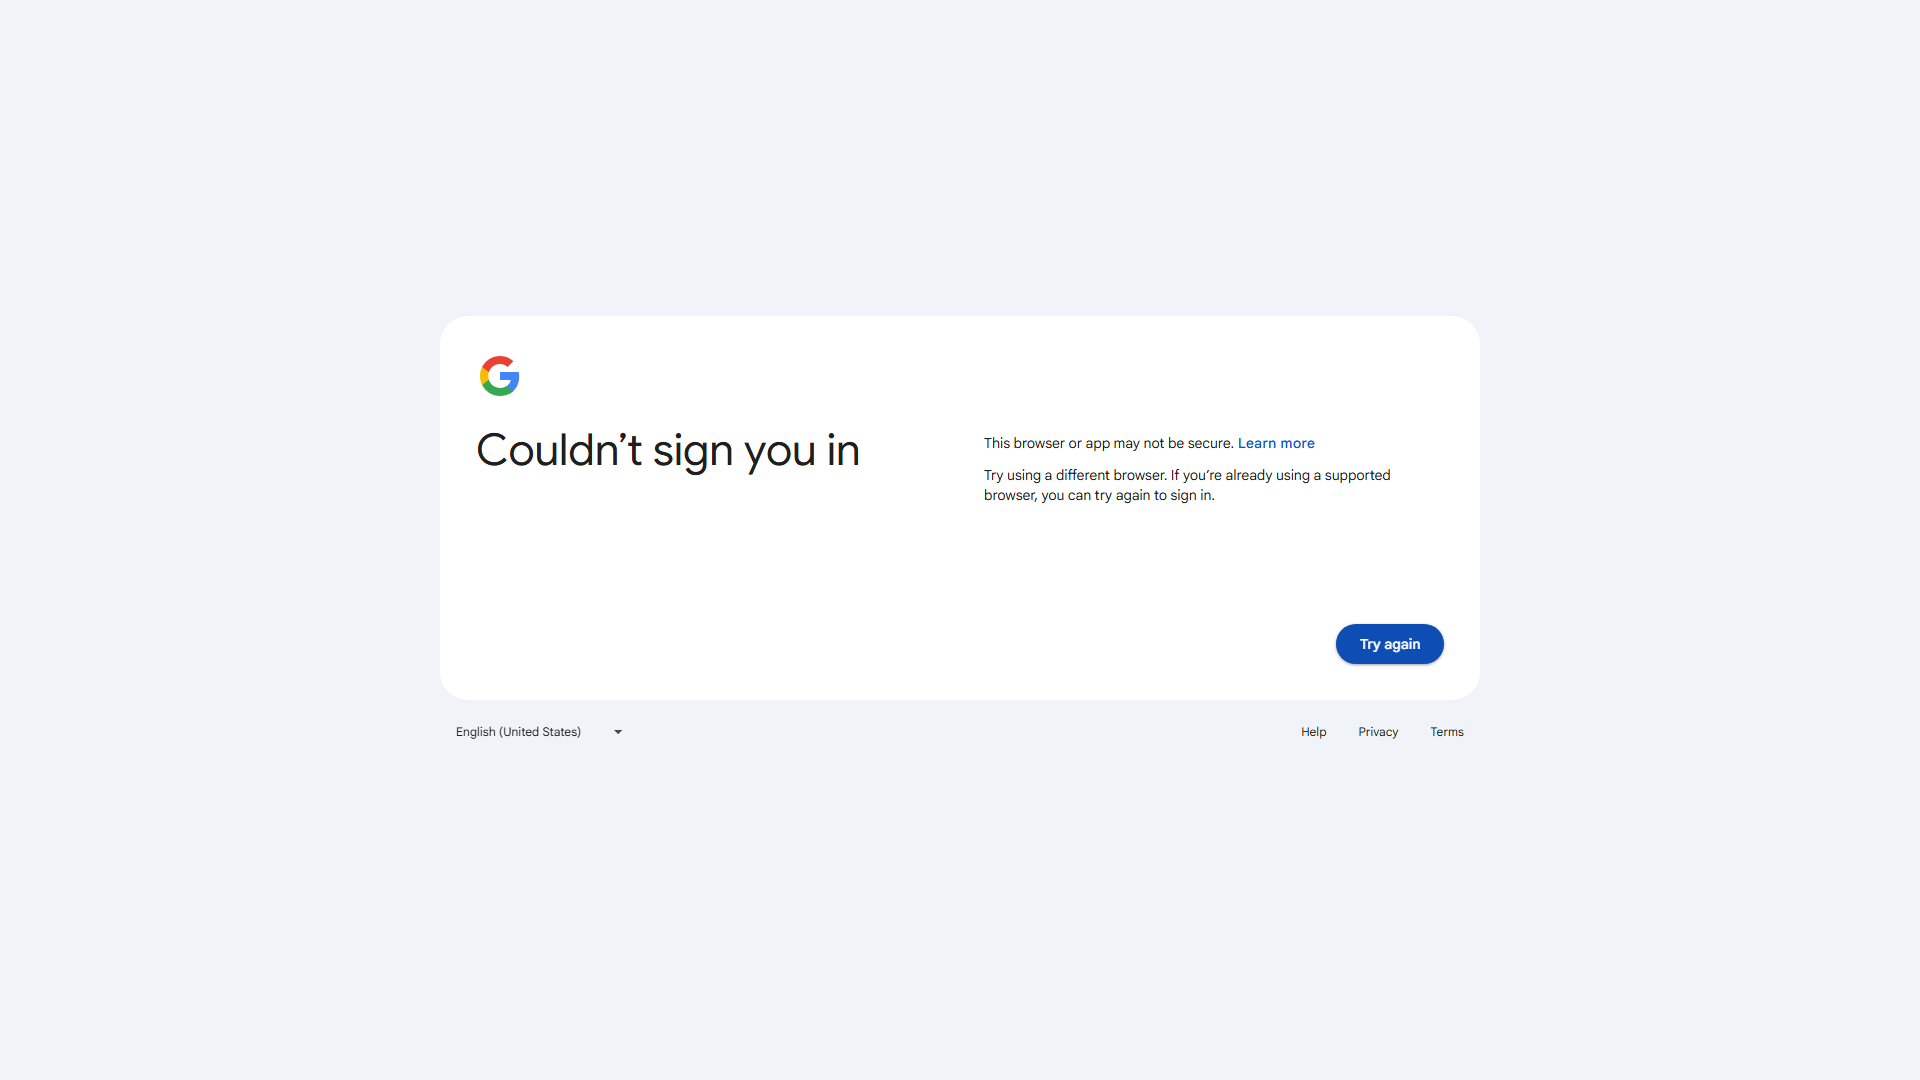 Couldn’t sign you in
This browser or app may not be secure. Learn more
Try using a different browser. If you’re already using a supported
browser, you can try again to sign in.
Try again
English (United States)
Help Privacy Terms